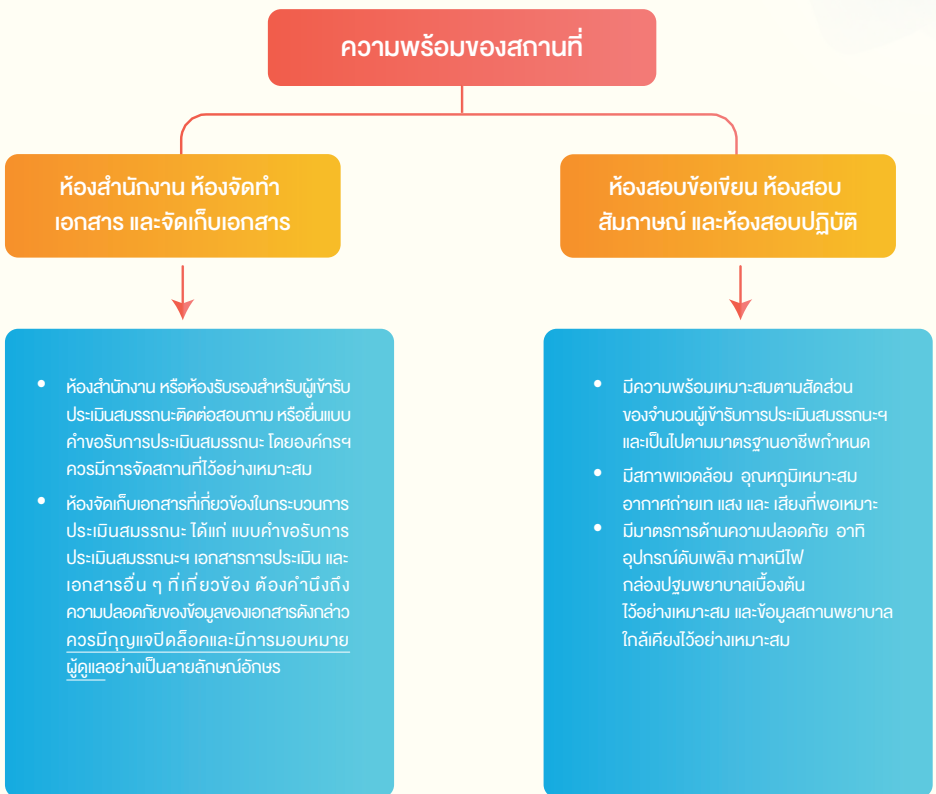 ความพร้อมของสถานที่
ห้องสำนักงาน ห้องจัดทำ
เอกสาร และจัดเก็บเอกสาร
ห้องสอบข้อเขียน ห้องสอบ
สัมภาษณ์ และห้องสอบปฏิบัติ
• ห้องสำนักงาน หรือห้องรับรองสำหรับผู้เข้ารับ
ประเมินสมรรถนะติดต่อสอบถาม หรือยื่นแบบ
คำขอรับการประเมินสมรรถนะ โดยองค์กรฯ
ควรมีการจัดสถานที่ไว้อย่างเหมาะสม
• ห้องจัดเก็บเอกสารที่เกี่ยวข้องในกระบวนการ
ประเมินสมรรถนะ ได้แก่ แบบคำขอรับการ
ประเมินสมรรถนะฯ เอกสารการประเมิน และ
เอกสารอื่น ๆ ที่เกี่ยวข้อง ต้องคำนึงถึง
ความปลอดภัยของข้อมูลของเอกสารดังกล่าว
ควรมีกุญแจปิดล็อคและมีการมอบหมาย
ผู้ดูแลอย่างเป็นลายลักษณ์อักษร
• มีความพร้อมเหมาะสมตามสัดส่วน
ของจำนวนผู้เข้ารับการประเมินสมรรถนะฯ
และเป็นไปตามมาตรฐานอาชีพกำหนด
• มีสภาพแวดล้อม อุณหภูมิเหมาะสม
อากาศถ่ายเท แสง และ เสียงที่พอเหมาะ
• มีมาตรการด้านความปลอดภัย อาทิ
อุปกรณ์ดับเพลิง ทางหนีไฟ
กล่องปฐมพยาบาลเบื้องต้น
ไว้อย่างเหมาะสม และข้อมูลสถานพยาบาล
ใกล้เคียงไว้อย่างเหมาะสม